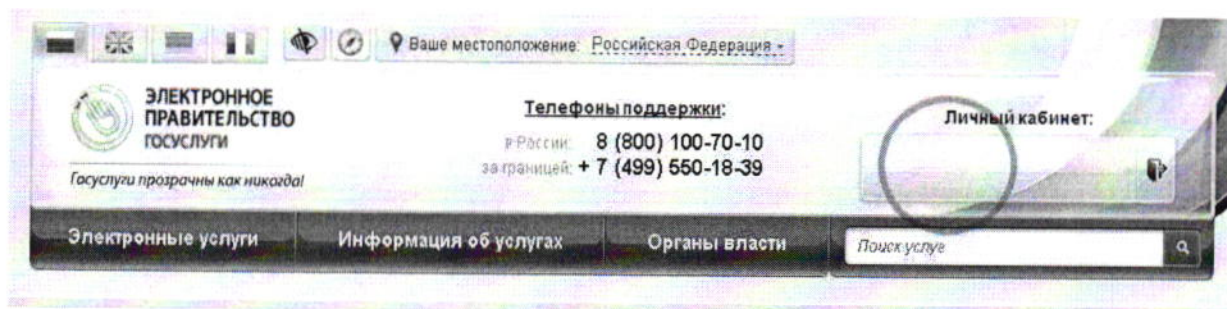 Ваше местоположение: Российская Федерация
ЭЛЕКТРОННОЕ
ПРАВИТЕЛЬСТВО
ГОСУСЛУГИ
Госуслуги прозрачны как никогда!
Телефоны поддержки:
в России: 8 (800) 100-70-10
за границей: + 7 (499) 550-18-39
Личный кабинет:
Электронные услуги Информация об услугах Органы власти Поиск услуг